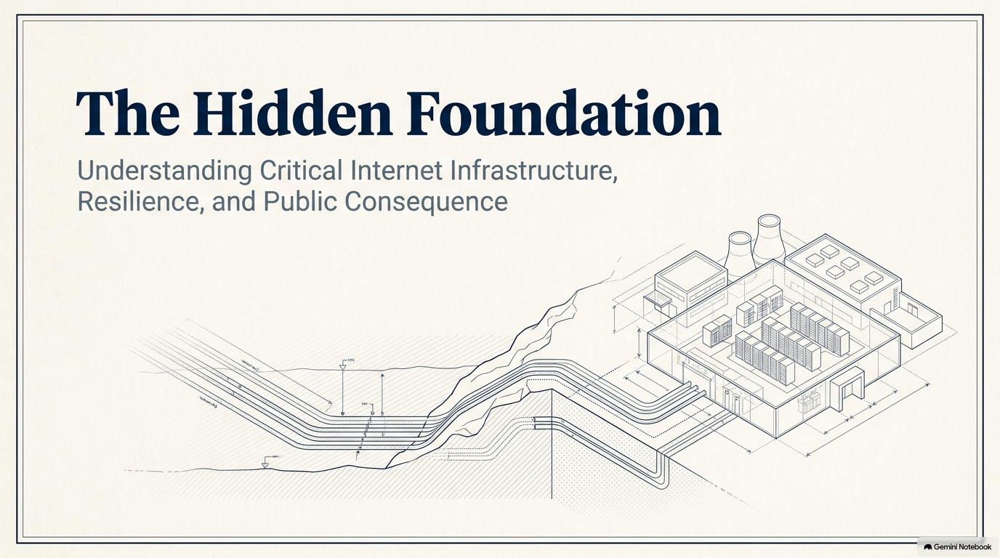 The Hidden Foundation
Understanding Critical Internet Infrastructure,
Resilience, and Public Consequence
Gemini Notebook